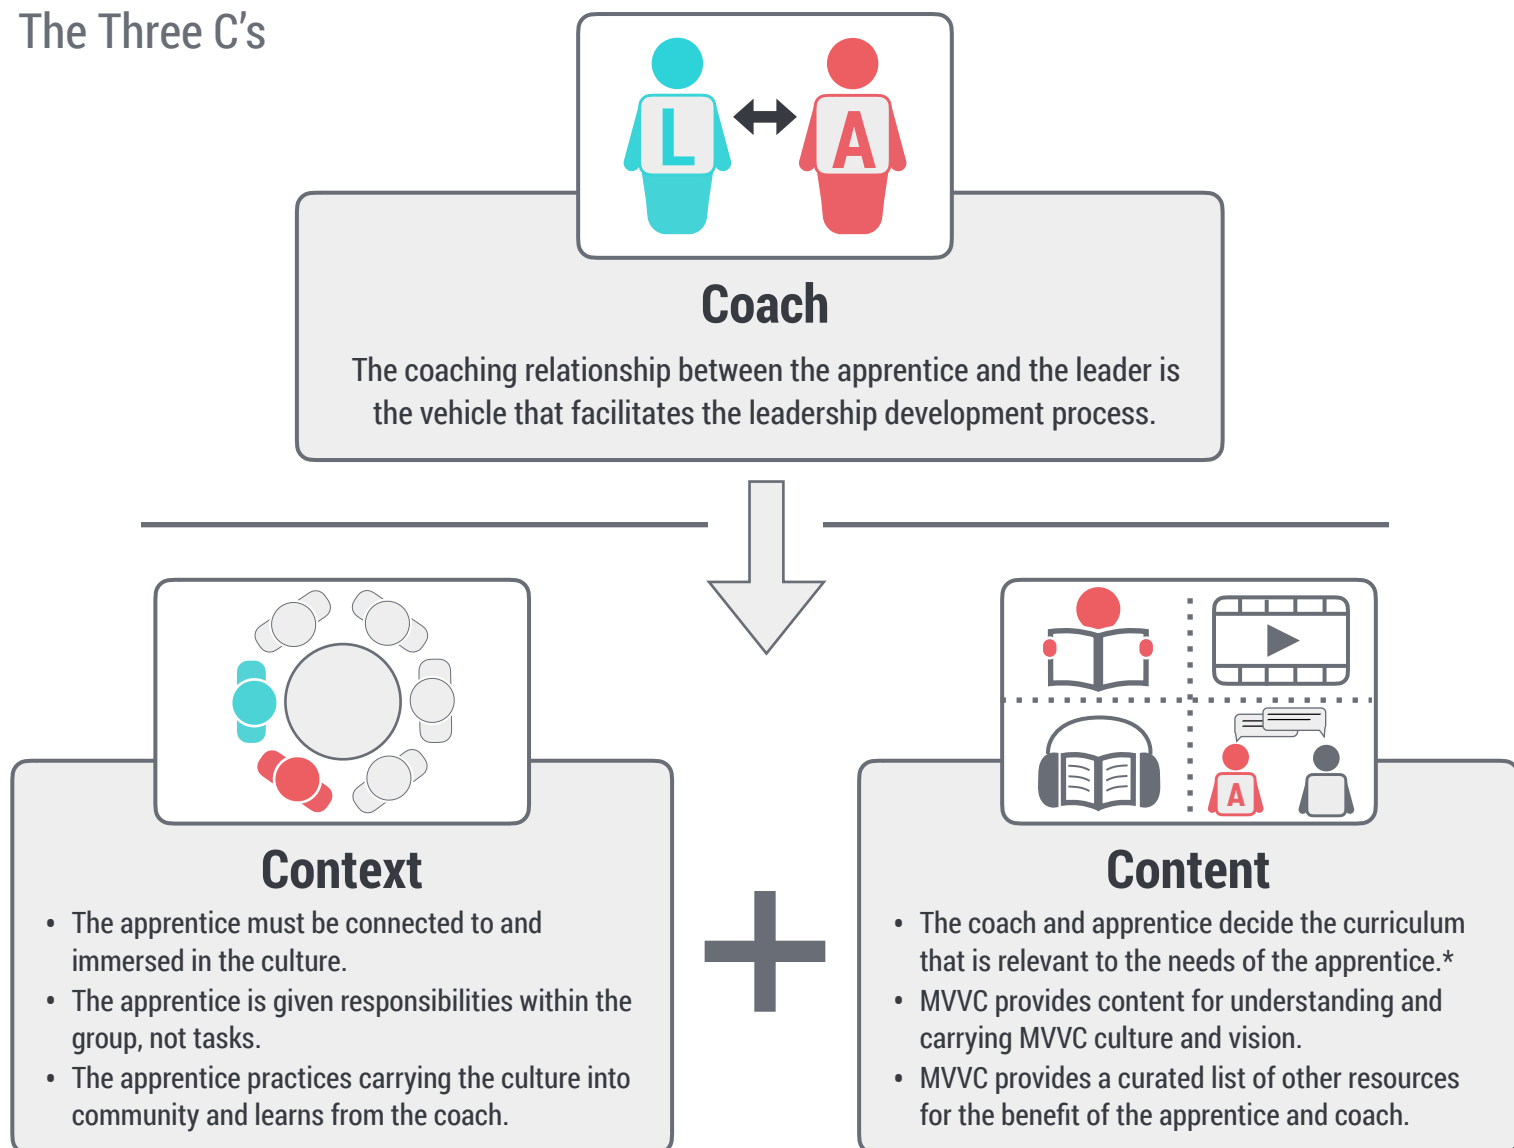 The Three C’s
L
A
Coach
The coaching relationship between the apprentice and the leader is
the vehicle that facilitates the leadership development process.
Context
• The apprentice must be connected to and
immersed in the culture.
• The apprentice is given responsibilities within the
group, not tasks.
• The apprentice practices carrying the culture into
community and learns from the coach.
A
Content
• The coach and apprentice decide the curriculum
that is relevant to the needs of the apprentice.*
• MVVC provides content for understanding and
carrying MVVC culture and vision.
• MVVC provides a curated list of other resources
for the benefit of the apprentice and coach.